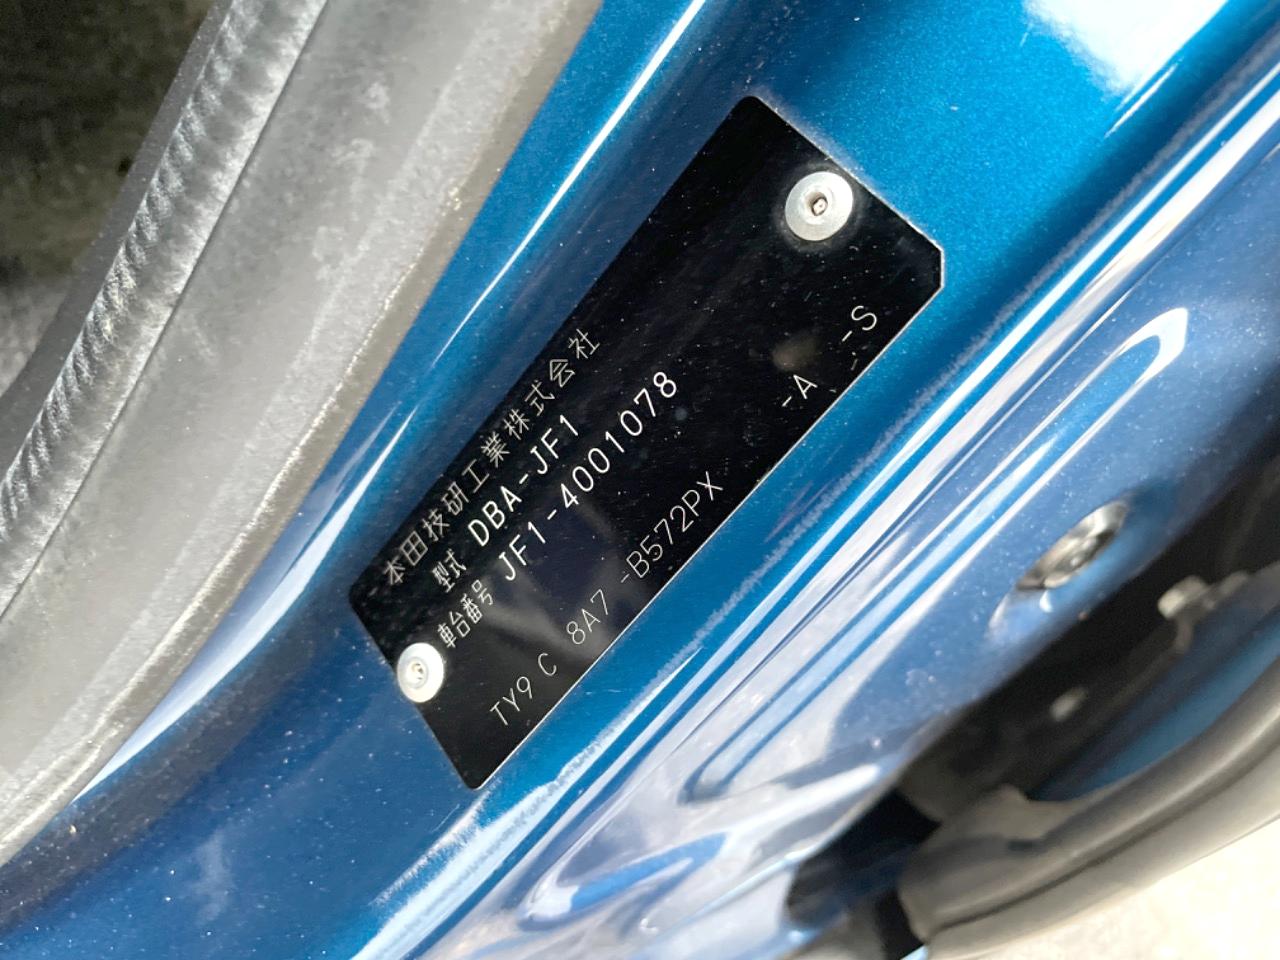 本田技研工業株式会社
型式 DBA-JF1
車台番号 JF1-4001078
TY9 C 8A7 -B572PX -A -S